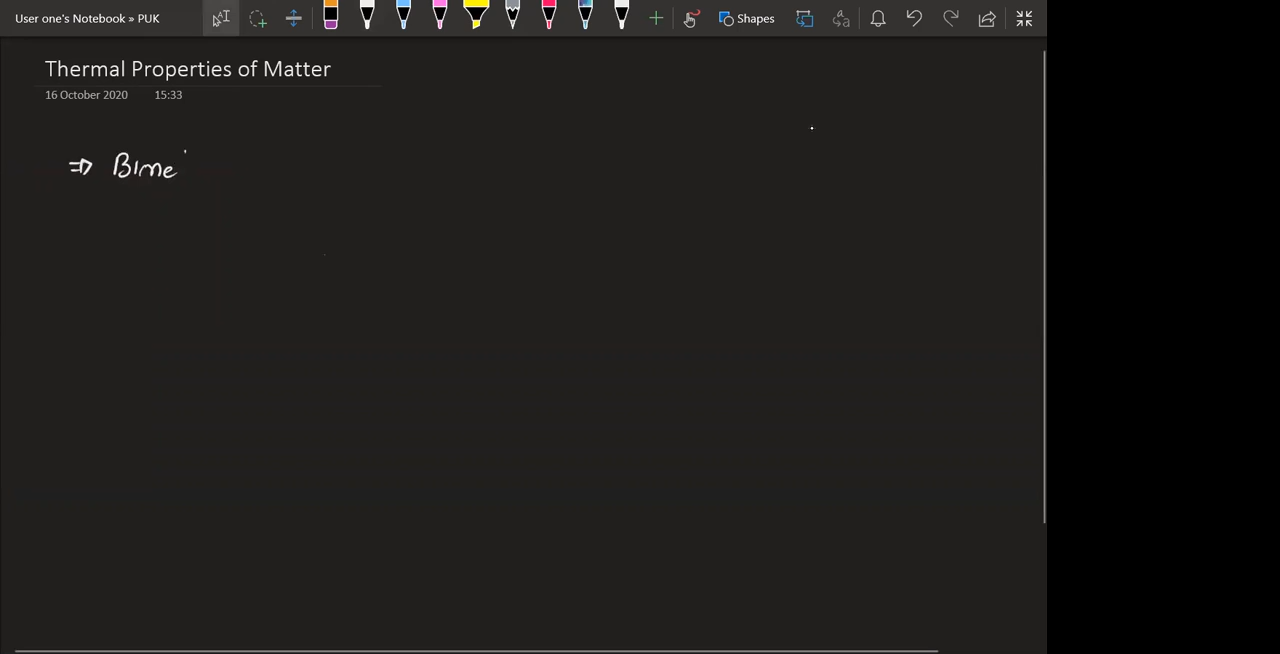 User one's Notebook » PUK
Shapes
Thermal Properties of Matter
16 October 2020 15:33
⇒ Bime